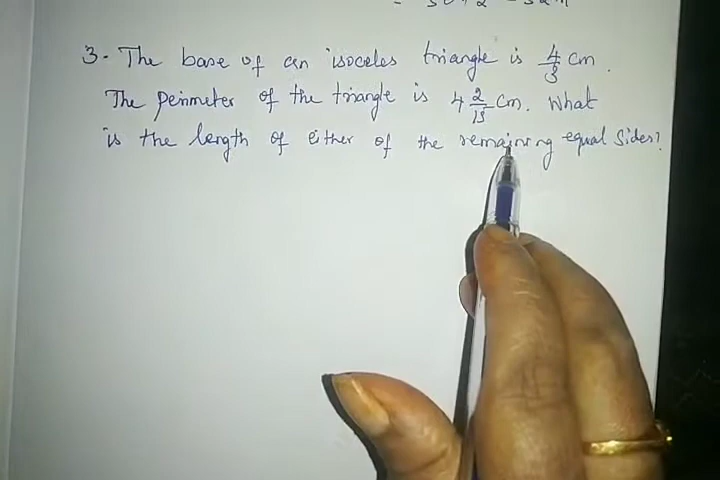 3. The base of an isoceles triangle is 4/3 cm.
The perimeter of the triangle is 4 2/15 cm. What
is the length of either of the remaining equal sides?